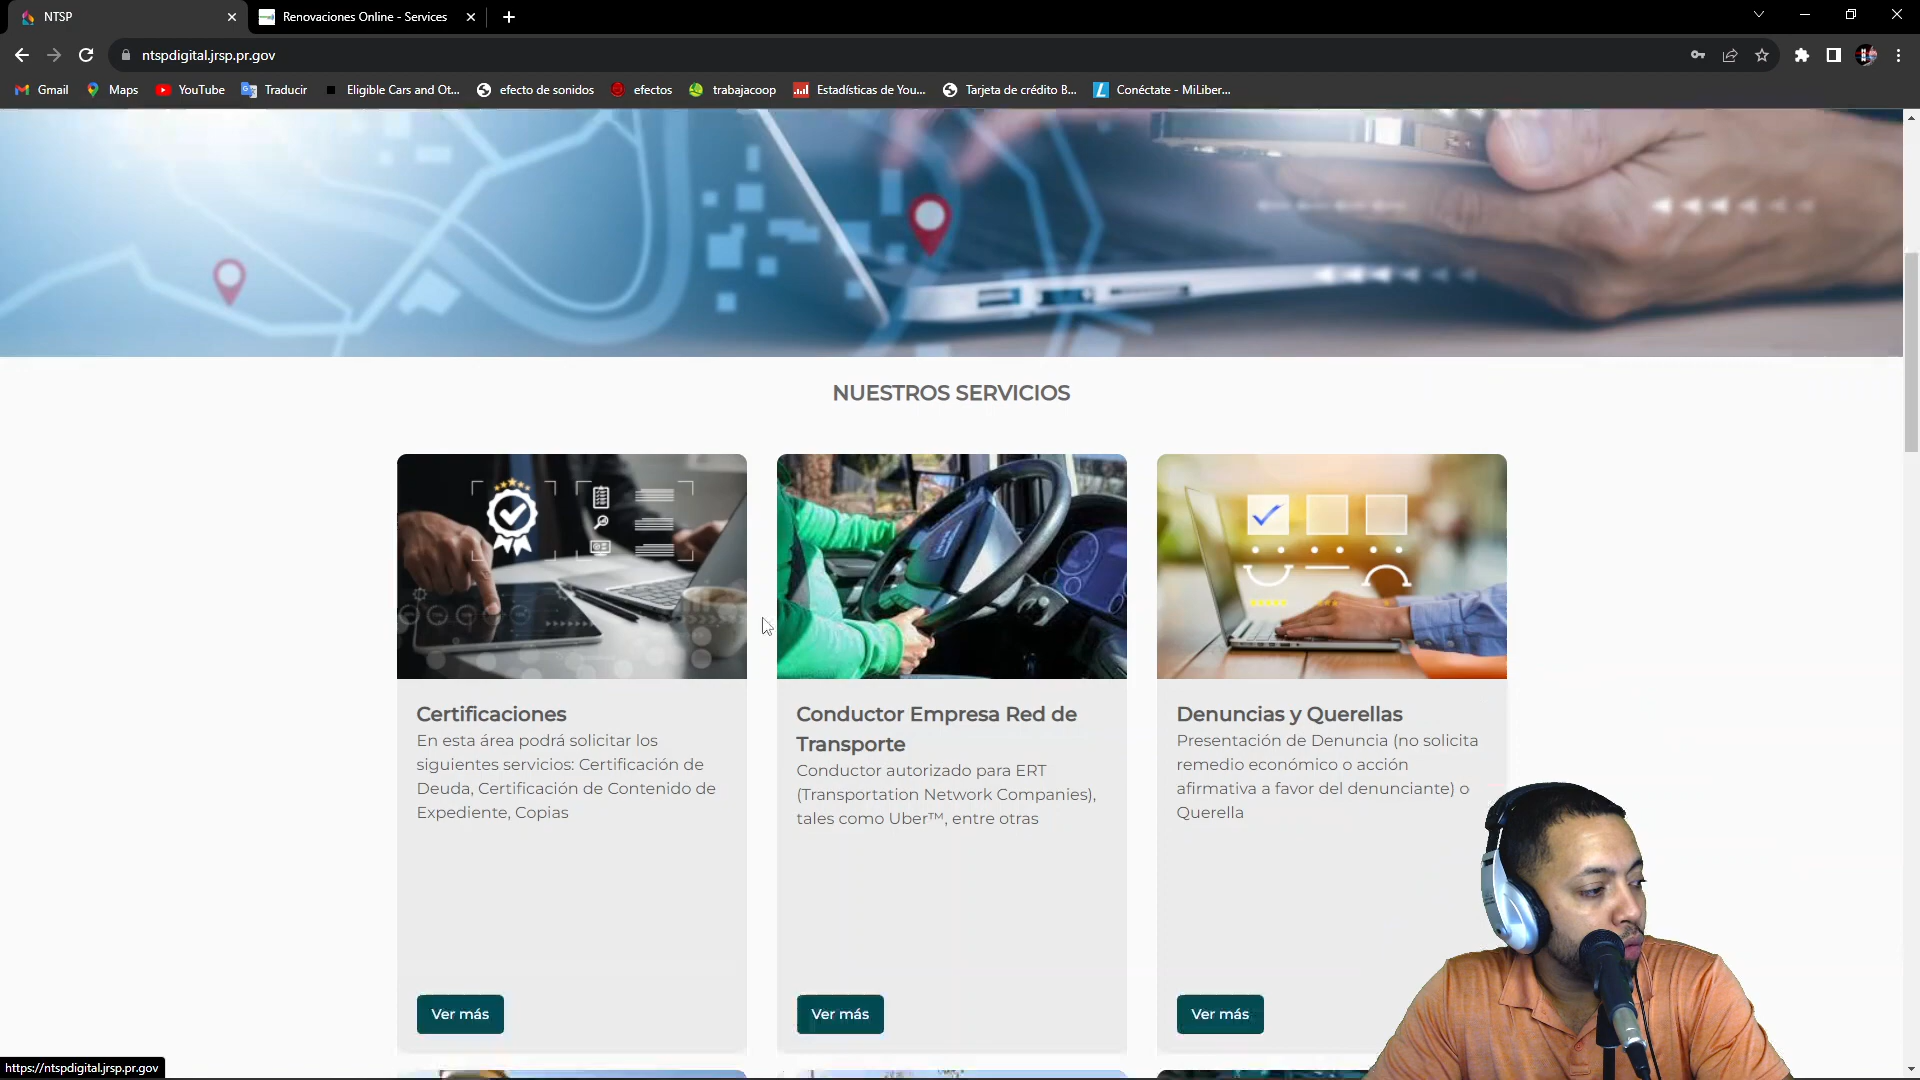 NTSP
Renovaciones Online - Services
ntspdigital.jrsp.pr.gov
Gmail
Maps
YouTube
Traducir
Eligible Cars and Ot...
efecto de sonidos
efectos
trabajacoop
Estadísticas de You...
Tarjeta de crédito B...
Conéctate - MiLiber...
NUESTROS SERVICIOS
Certificaciones
En esta área podrá solicitar los
siguientes servicios: Certificación de
Deuda, Certificación de Contenido de
Expediente, Copias
Ver más
Conductor Empresa Red de
Transporte
Conductor autorizado para ERT
(Transportation Network Companies),
tales como Uber™, entre otras
Ver más
Denuncias y Querellas
Presentación de Denuncia (no solicita
remedio económico o acción
afirmativa a favor del denunciante) o
Querella
Ver más
https://ntspdigital.jrsp.pr.gov